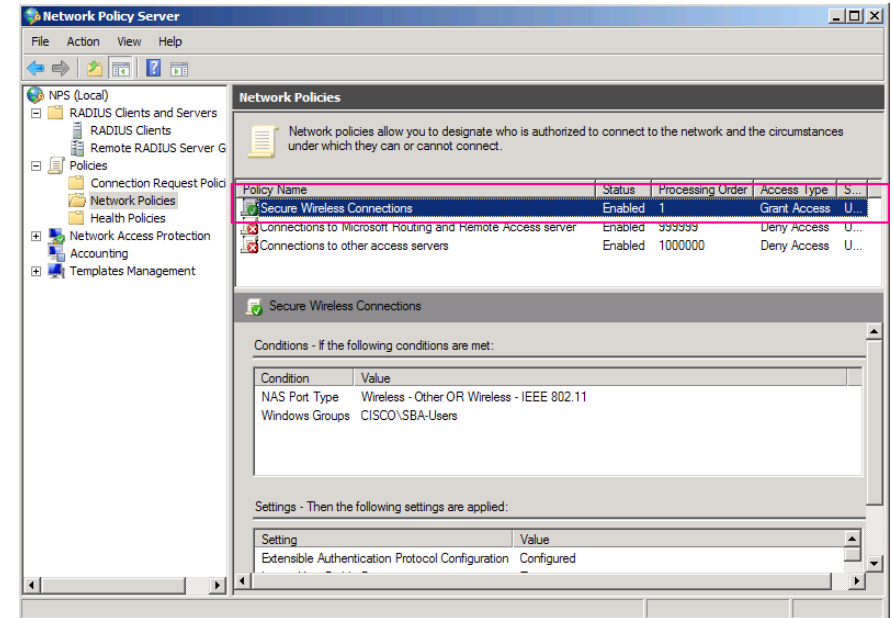 Network Policy Server
File Action View Help
NPS (Local)
RADIUS Clients and Servers
RADIUS Clients
Remote RADIUS Server G
Policies
Connection Request Polici
Network Policies
Health Policies
Network Access Protection
Accounting
Templates Management
Network Policies
Network policies allow you to designate who is authorized to connect to the network and the circumstances
under which they can or cannot connect.
Policy Name Status Processing Order Access Type S...
Secure Wireless Connections Enabled 1 Grant Access U...
Connections to Microsoft Routing and Remote Access server Enabled 999999 Deny Access U...
Connections to other access servers Enabled 1000000 Deny Access U...
Secure Wireless Connections
Conditions - If the following conditions are met:
Condition Value
NAS Port Type Wireless - Other OR Wireless - IEEE 802.11
Windows Groups CISCO\SBA-Users
Settings - Then the following settings are applied:
Setting Value
Extensible Authentication Protocol Configuration Configured